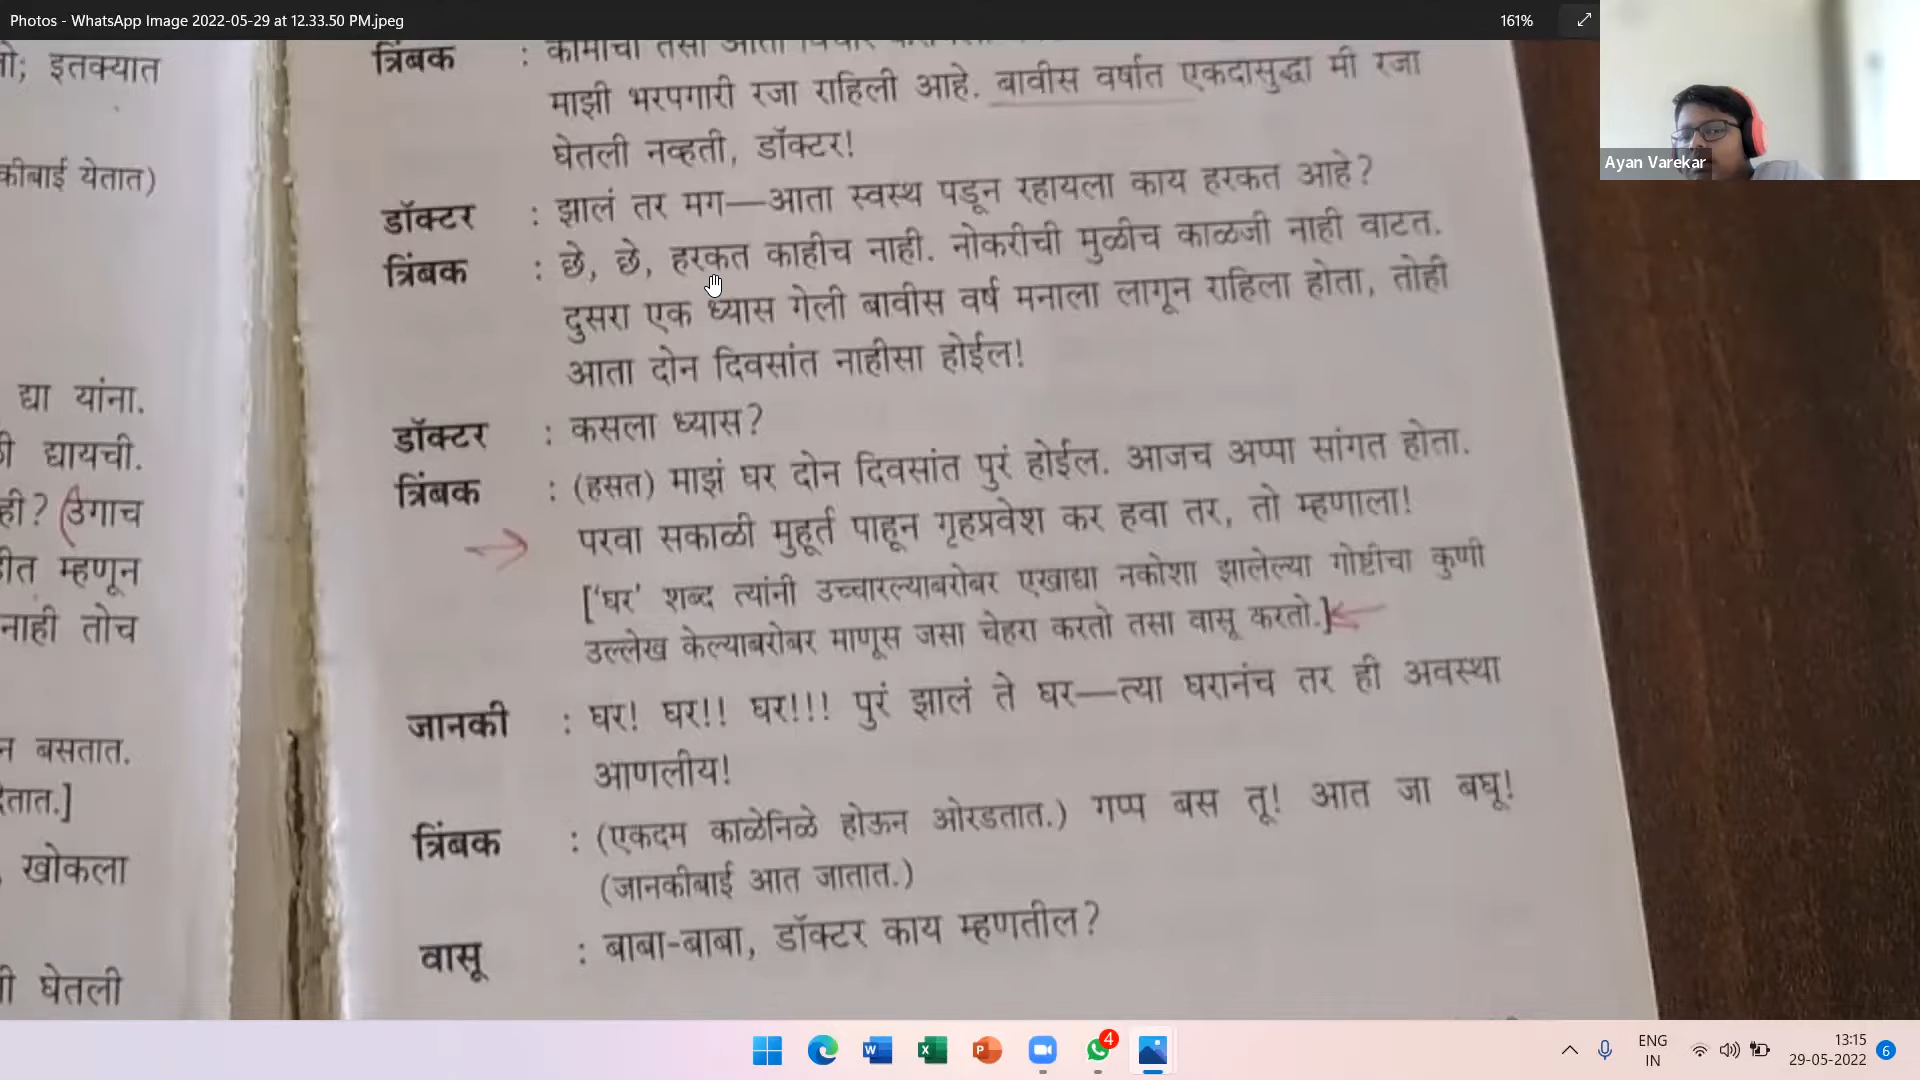 Photos - WhatsApp Image 2022-05-29 at 12.33.50 PM.jpeg
161%
Ayan Varekar
तो; इतक्यात
कीबाई येतात)
द्या यांना.
द्यायची.
ही? (उगाच
हीत म्हणून
नाही तोच
बसतात.
खोकला
घेतली
त्रिंबक : कामाचा तसा आता विचार
माझी भरपगारी रजा राहिली आहे. बावीस वर्षात एकदासुद्धा मी रजा
घेतली नव्हती, डॉक्टर!
डॉक्टर : झालं तर मग—आता स्वस्थ पडून रहायला काय हरकत आहे?
त्रिंबक : छे, छे, हरकत काहीच नाही. नोकरीची मुळीच काळजी नाही वाटत.
दुसरा एक ध्यास गेली बावीस वर्ष मनाला लागून राहिला होता, तोही
आता दोन दिवसांत नाहीसा होईल!
डॉक्टर : कसला ध्यास?
त्रिंबक : (हसत) माझं घर दोन दिवसांत पुरं होईल. आजच अप्पा सांगत होता.
परवा सकाळी मुहूर्त पाहून गृहप्रवेश कर हवा तर, तो म्हणाला!
['घर' शब्द त्यांनी उच्चारल्याबरोबर एखाद्या नकोशा झालेल्या गोष्टीचा कुणी
उल्लेख केल्याबरोबर माणूस जसा चेहरा करतो तसा वासू करतो.]
जानकी : घर! घर!! घर!!! पुरं झालं ते घर—त्या घरानंच तर ही अवस्था
आणलीय!
त्रिंबक : (एकदम काळेनिळे होऊन ओरडतात.) गप्प बस तू! आत जा बघू!
(जानकीबाई आत जातात.)
वासू : बाबा-बाबा, डॉक्टर काय म्हणतील?
4
ENG
IN
13:15
29-05-2022
6